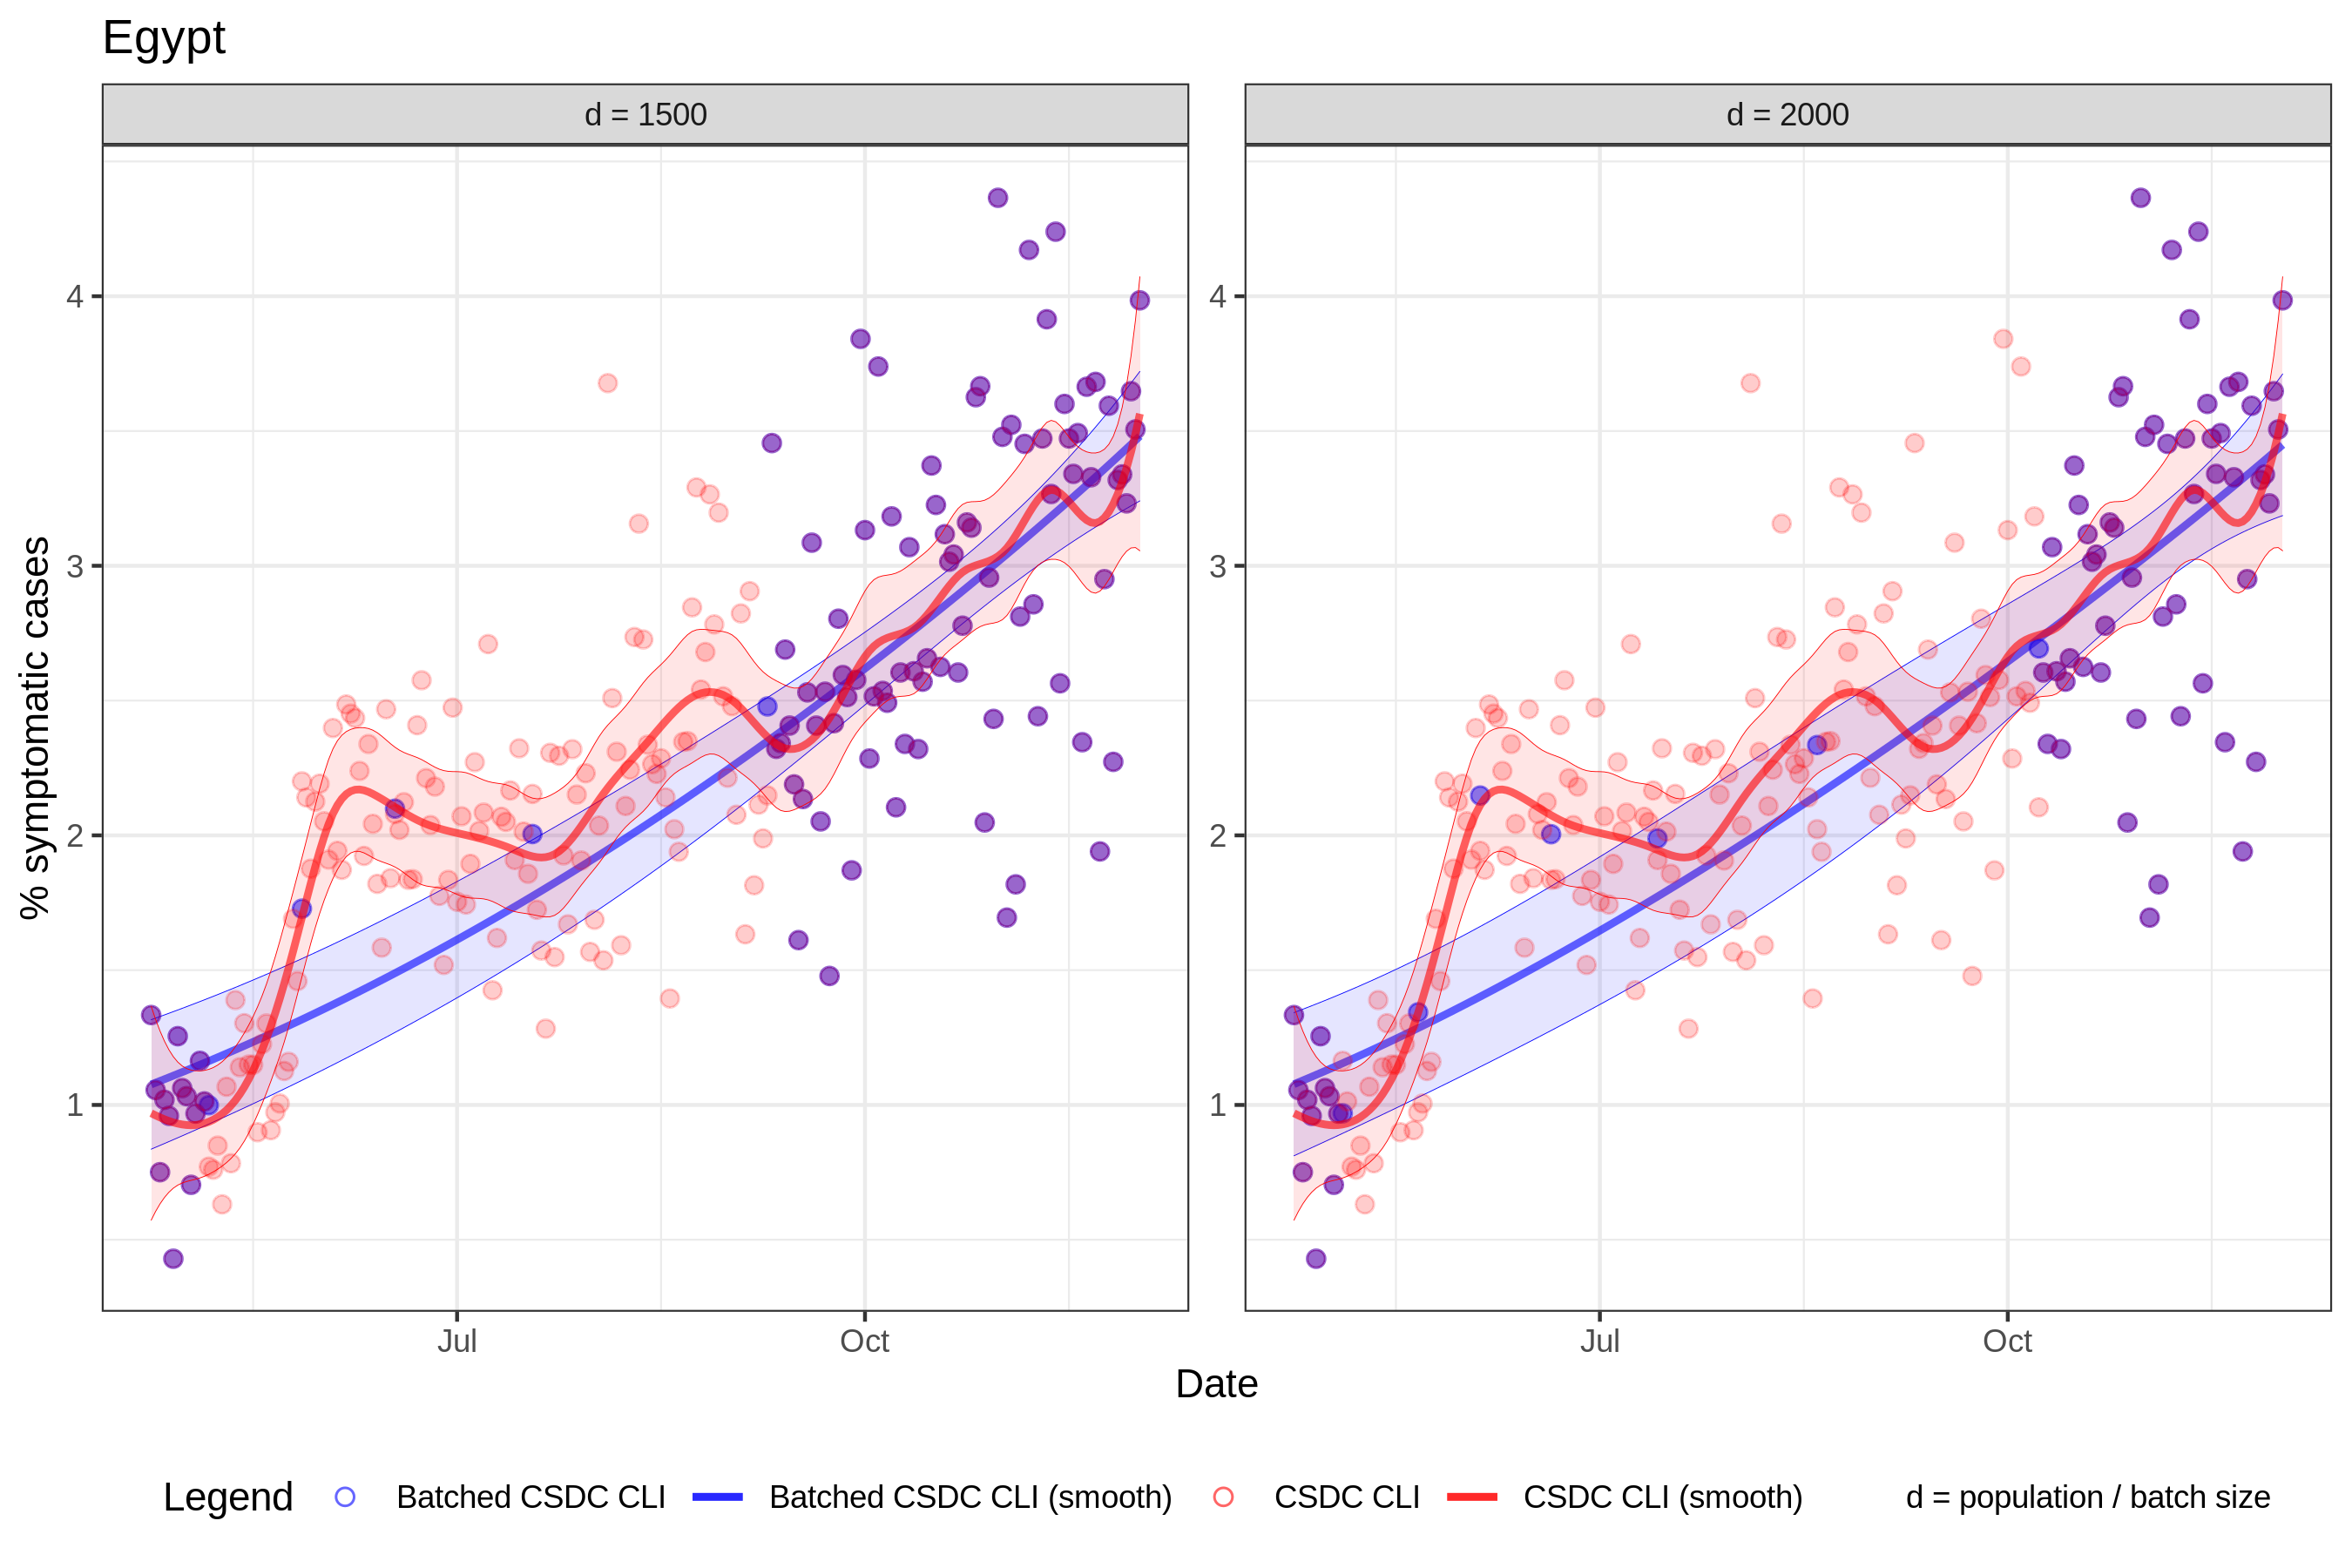 Egypt
d = 1500
d = 2000
% symptomatic cases
4
3
2
1
4
3
2
1
Jul
Oct
Jul
Oct
Date
Legend
Batched CSDC CLI
Batched CSDC CLI (smooth)
CSDC CLI
CSDC CLI (smooth)
d = population / batch size